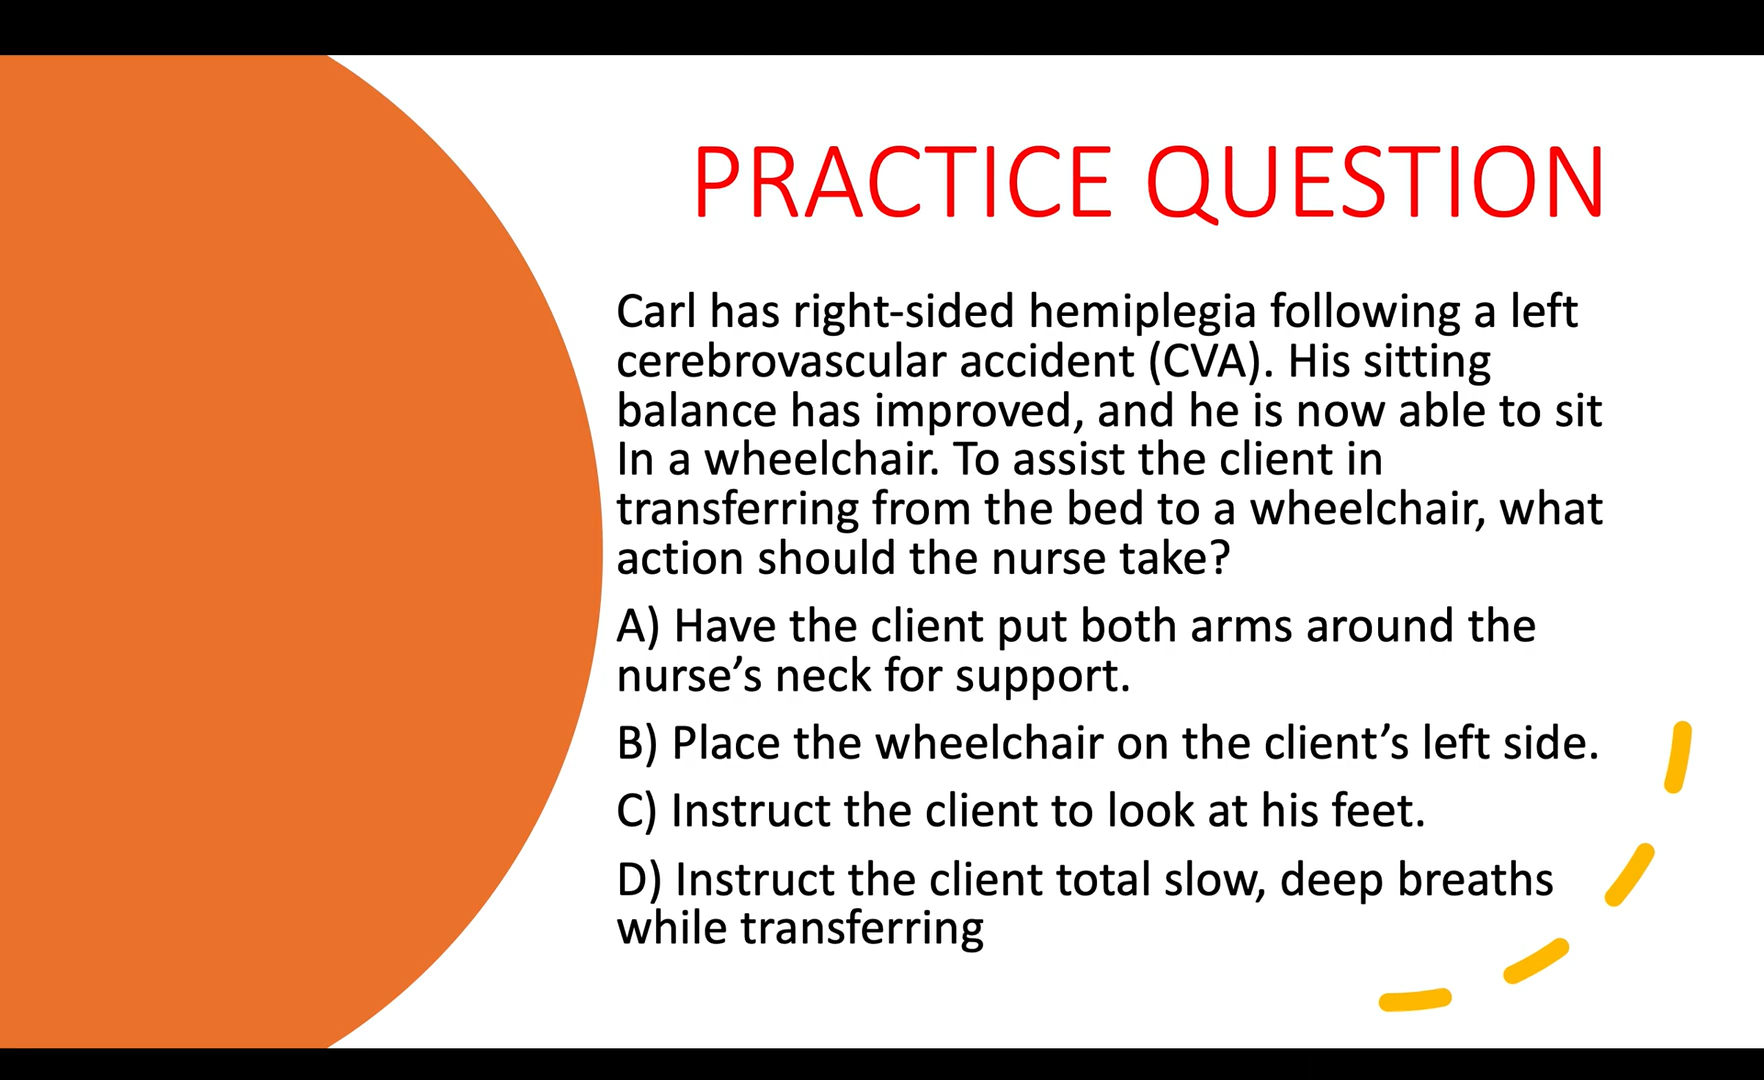 PRACTICE QUESTION
Carl has right-sided hemiplegia following a left
cerebrovascular accident (CVA). His sitting
balance has improved, and he is now able to sit
In a wheelchair. To assist the client in
transferring from the bed to a wheelchair, what
action should the nurse take?
A) Have the client put both arms around the
nurse’s neck for support.
B) Place the wheelchair on the client’s left side.
C) Instruct the client to look at his feet.
D) Instruct the client total slow, deep breaths
while transferring